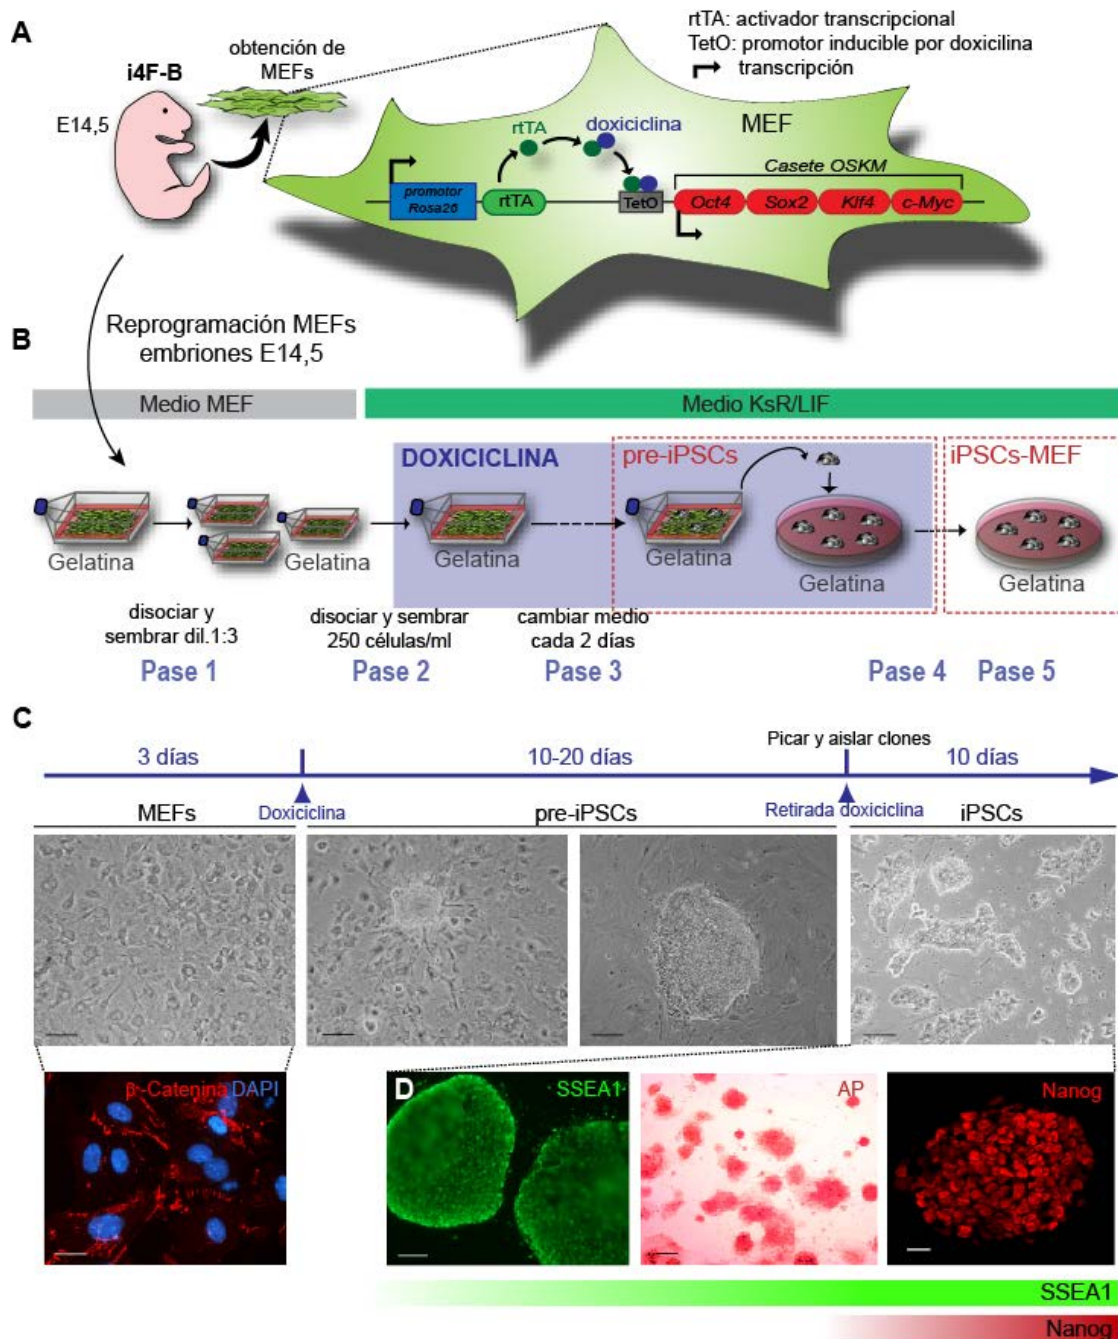 A
i4F-B
E14,5
obtención de
MEFs
rtTA: activador transcripcional
TetO: promotor inducible por doxicilina
transcripción
MEF
rtTA
doxiciclina
Casete OSKM
promotor
Rosa26
rtTA
TetO
Oct4
Sox2
Klf4
c-Myc
Reprogramación MEFs
embriones E14,5
B
Medio MEF
Medio KsR/LIF
DOXICICLINA
pre-iPSCs
iPSCs-MEF
Gelatina
Gelatina
Gelatina
Gelatina
Gelatina
Gelatina
disociar y
sembrar dil.1:3
disociar y sembrar
250 células/ml
cambiar medio
cada 2 días
Pase 1
Pase 2
Pase 3
Pase 4
Pase 5
C
3 días
10-20 días
Picar y aislar clones
10 días
MEFs
Doxiciclina
pre-iPSCs
Retirada doxiciclina
iPSCs
β-Catenina DAPI
D
SSEA1
AP
Nanog
SSEA1
Nanog